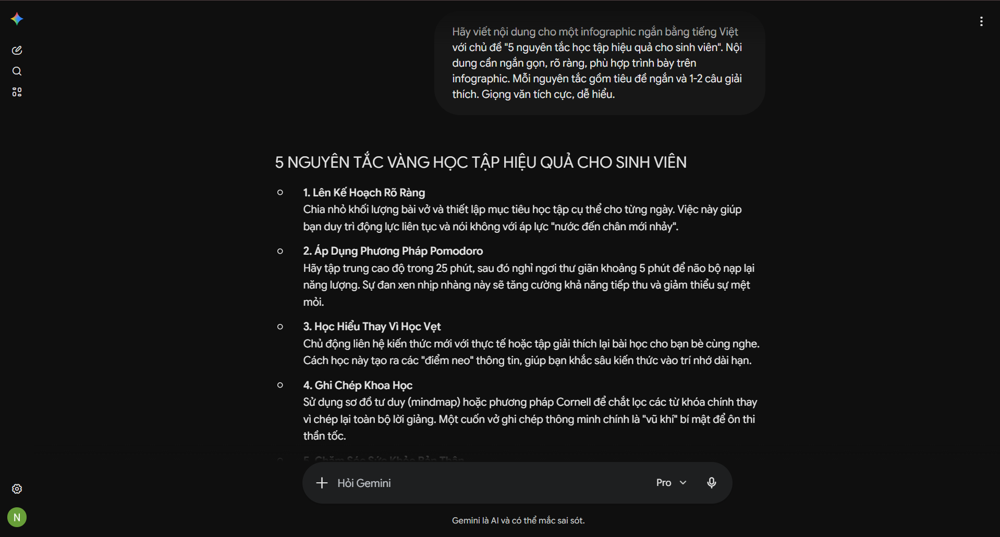 Hãy viết nội dung cho một infographic ngắn bằng tiếng Việt
với chủ đề "5 nguyên tắc học tập hiệu quả cho sinh viên". Nội
dung cần ngắn gọn, rõ ràng, phù hợp trình bày trên
infographic. Mỗi nguyên tắc gồm tiêu đề ngắn và 1-2 câu giải
thích. Giọng văn tích cực, dễ hiểu.
5 NGUYÊN TẮC VÀNG HỌC TẬP HIỆU QUẢ CHO SINH VIÊN
1. Lên Kế Hoạch Rõ Ràng
Chia nhỏ khối lượng bài vở và thiết lập mục tiêu học tập cụ thể cho từng ngày. Việc này giúp
bạn duy trì động lực liên tục và nói không với áp lực "nước đến chân mới nhảy".
2. Áp Dụng Phương Pháp Pomodoro
Hãy tập trung cao độ trong 25 phút, sau đó nghỉ ngơi thư giãn khoảng 5 phút để não bộ nạp lại
năng lượng. Sự đan xen nhịp nhàng này sẽ tăng cường khả năng tiếp thu và giảm thiểu sự mệt
mỏi.
3. Học Hiểu Thay Vì Học Vẹt
Chủ động liên hệ kiến thức mới với thực tế hoặc tập giải thích lại bài học cho bạn bè cùng nghe.
Cách học này tạo ra các "điểm neo" thông tin, giúp bạn khắc sâu kiến thức vào trí nhớ dài hạn.
4. Ghi Chép Khoa Học
Sử dụng sơ đồ tư duy (mindmap) hoặc phương pháp Cornell để chắt lọc các từ khóa chính thay
vì chép lại toàn bộ lời giảng. Một cuốn vở ghi chép thông minh chính là "vũ khí" bí mật để ôn thi
thần tốc.
5. Chăm Sóc Sức Khỏe Bản Thân
Hỏi Gemini
Pro
N
Gemini là AI và có thể mắc sai sót.